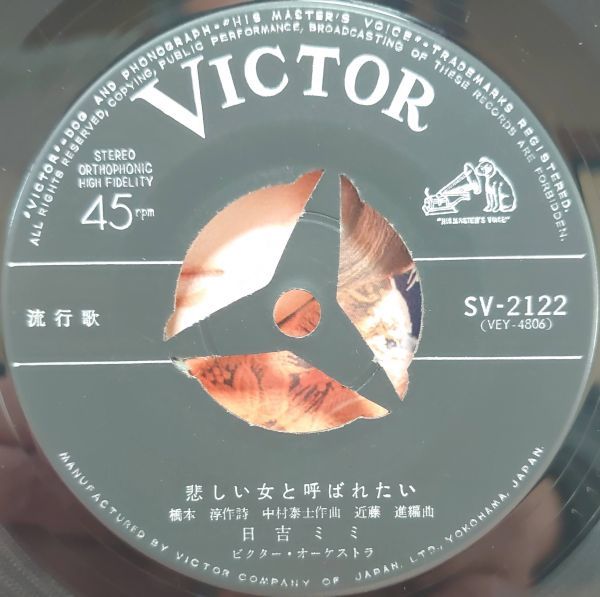 "VICTOR"-"DOG AND PHONOGRAPH"-"HIS MASTER'S VOICE"-TRADEMARKS REGISTERED.
ALL RIGHTS RESERVED, COPYING, PUBLIC PERFORMANCE, BROADCASTING OF THESE RECORDS ARE FORBIDDEN.
VICTOR
STEREO
ORTHOPHONIC
HIGH FIDELITY
45 rpm
"HIS MASTER'S VOICE"
流行歌
SV-2122
(VEY-4806)
悲しい女と呼ばれたい
橋本 淳作詩 中村泰士作曲 近藤 進編曲
日吉ミミ
ビクター・オーケストラ
MANUFACTURED BY VICTOR COMPANY OF JAPAN, LTD., YOKOHAMA, JAPAN.